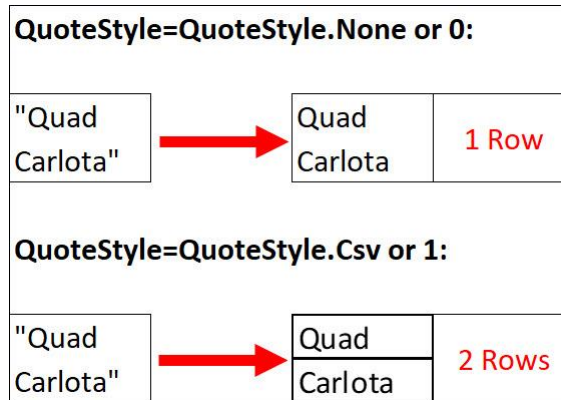 QuoteStyle=QuoteStyle.None or 0:
"Quad
Carlota"
Quad
Carlota
1 Row
QuoteStyle=QuoteStyle.Csv or 1:
"Quad
Carlota"
Quad
Carlota
2 Rows